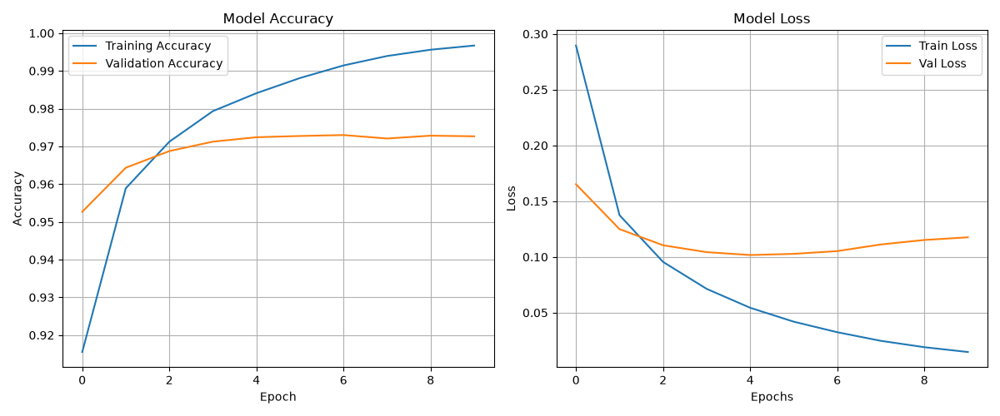 Model Accuracy
1.00
0.99
0.98
0.97
0.96
0.95
0.94
0.93
0.92
Accuracy
Training Accuracy
Validation Accuracy
0 2 4 6 8
Epoch
Model Loss
0.30
0.25
0.20
0.15
0.10
0.05
Loss
Train Loss
Val Loss
0 2 4 6 8
Epochs